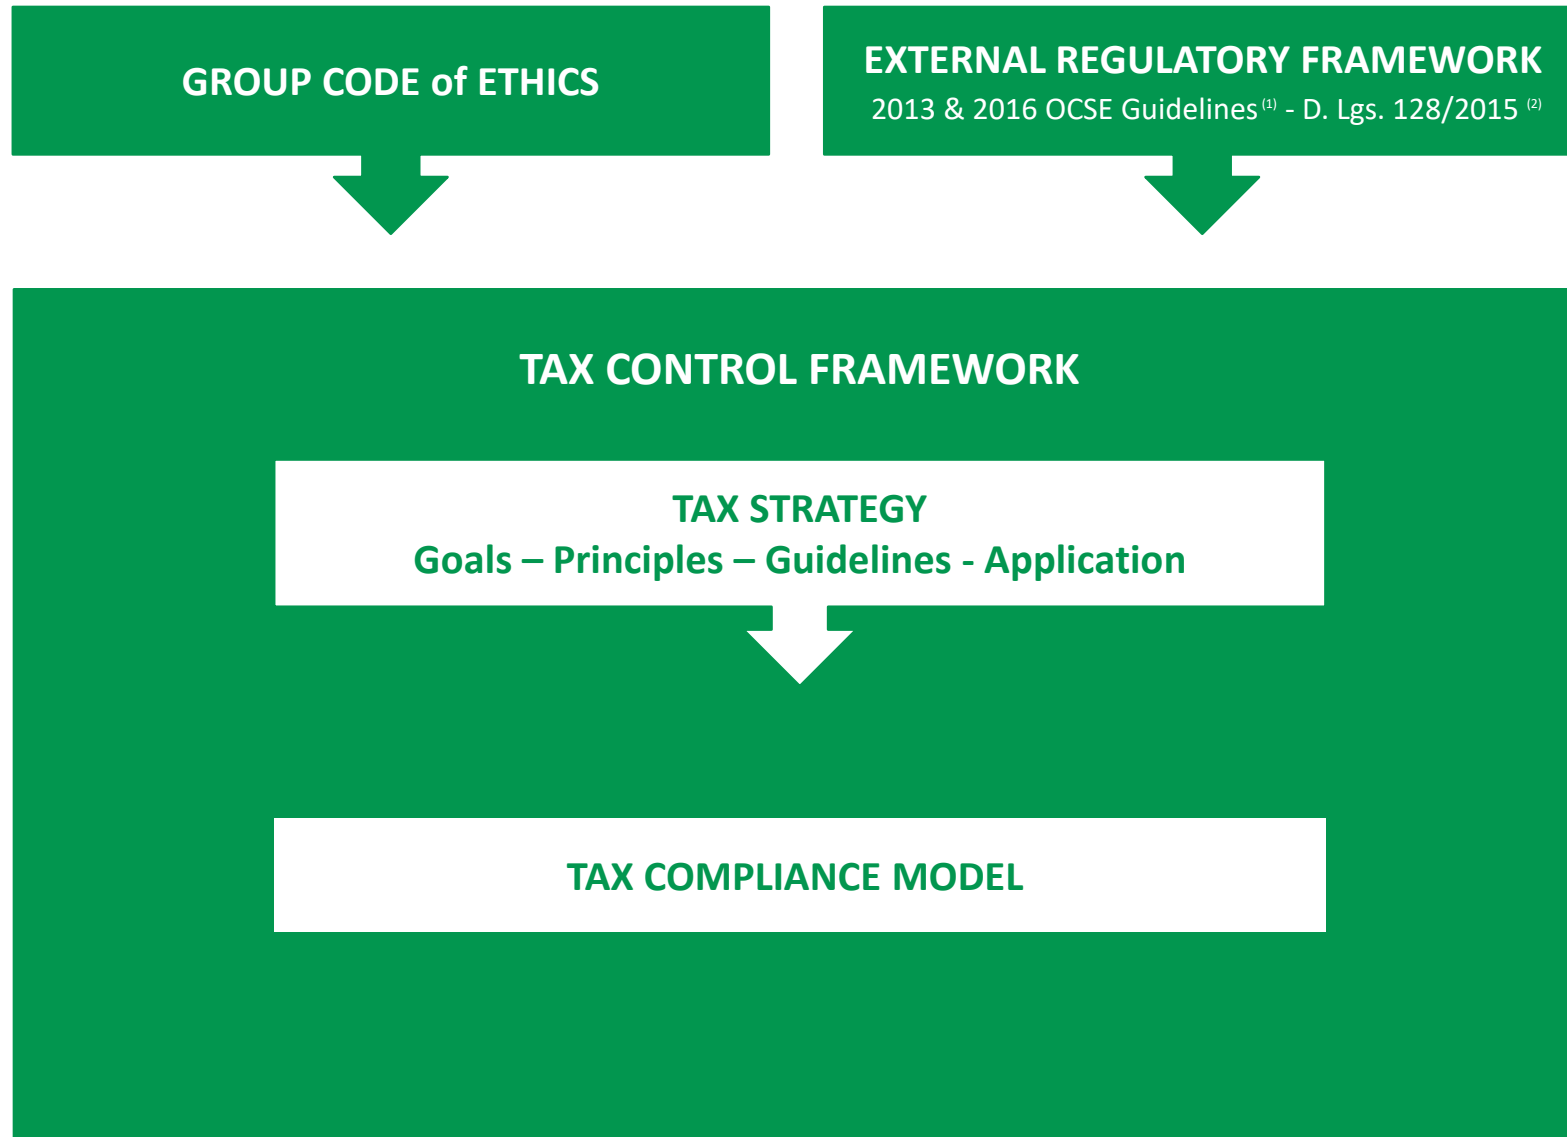 GROUP CODE of ETHICS
EXTERNAL REGULATORY FRAMEWORK
2013 & 2016 OCSE Guidelines (1) - D. Lgs. 128/2015 (2)
TAX CONTROL FRAMEWORK
TAX STRATEGY
Goals – Principles – Guidelines - Application
TAX COMPLIANCE MODEL